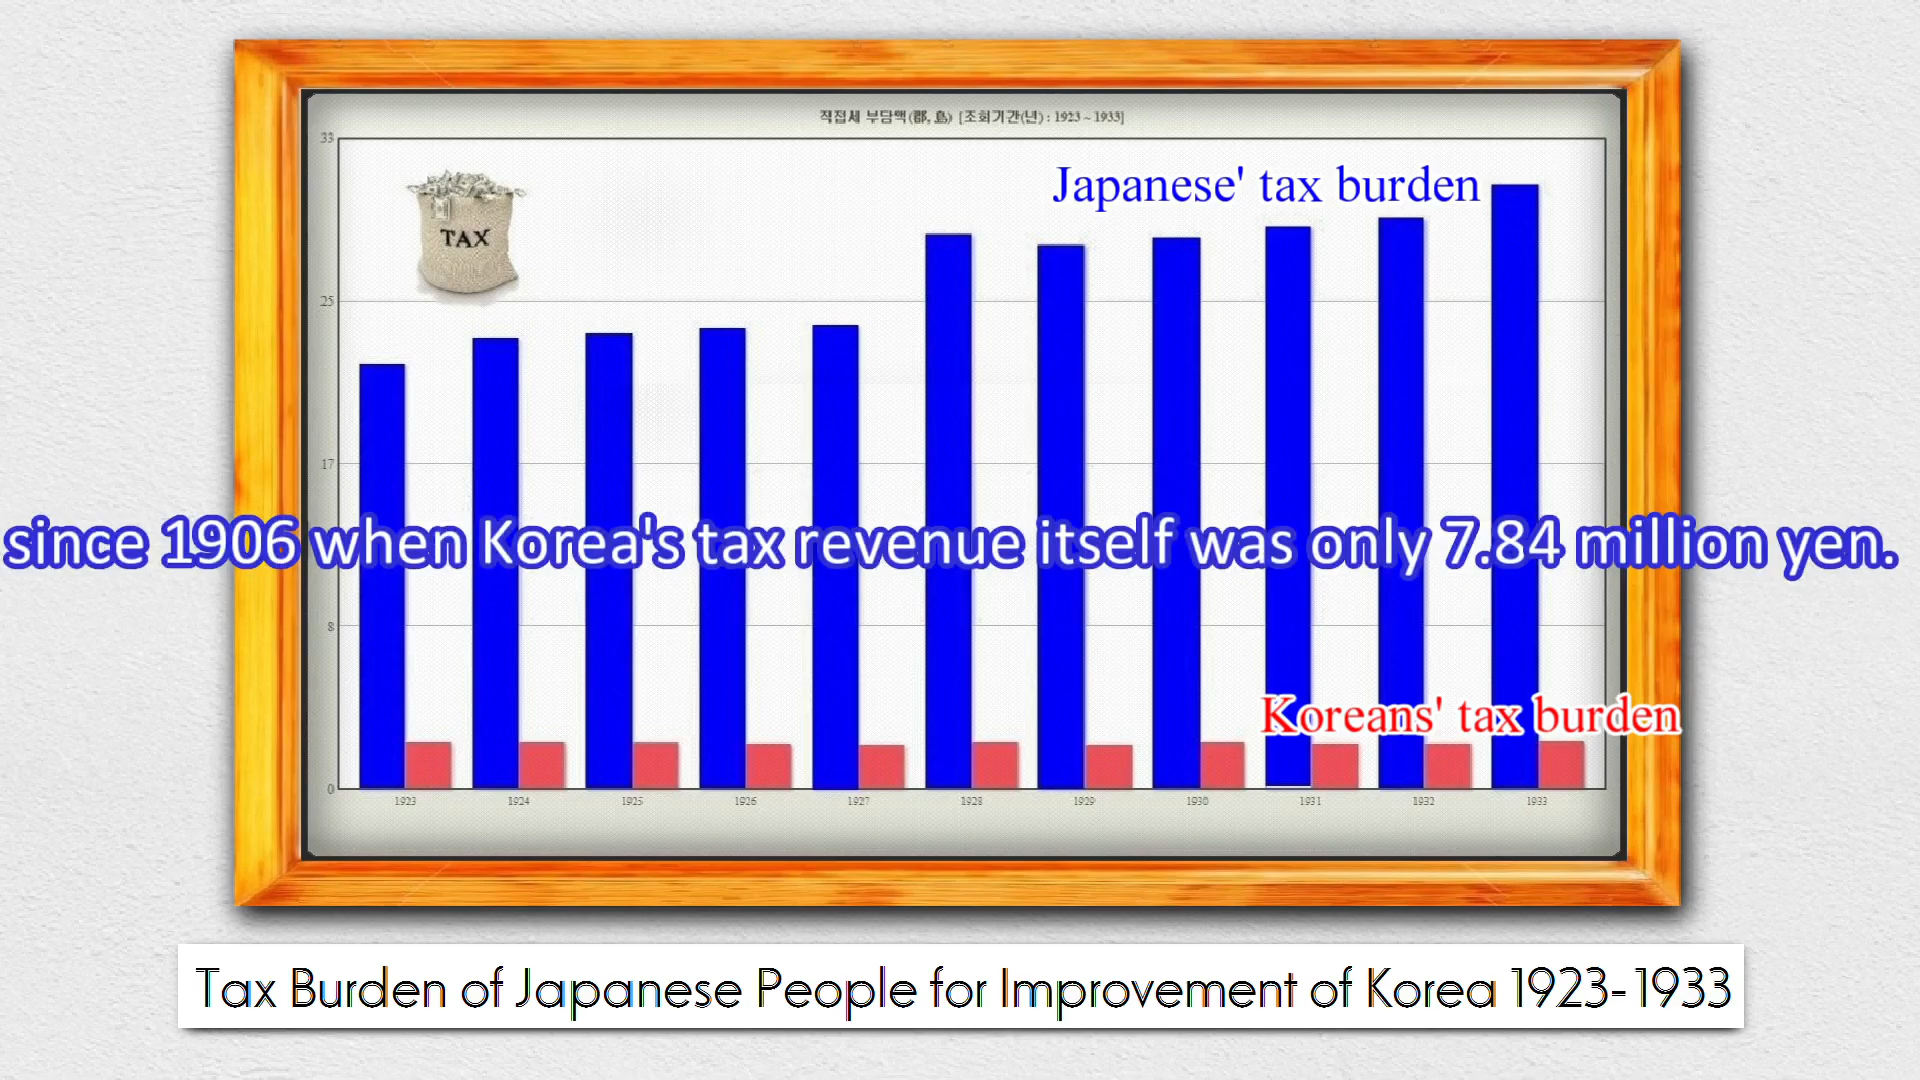 직접세 부담액(郡, 島) [조회기간(년) : 1923 ~ 1933]
33
TAX
Japanese' tax burden
25
17
since 1906 when Korea's tax revenue itself was only 7.84 million yen.
8
Koreans' tax burden
0
1923 1924 1925 1926 1927 1928 1929 1930 1931 1932 1933
Tax Burden of Japanese People for Improvement of Korea 1923-1933